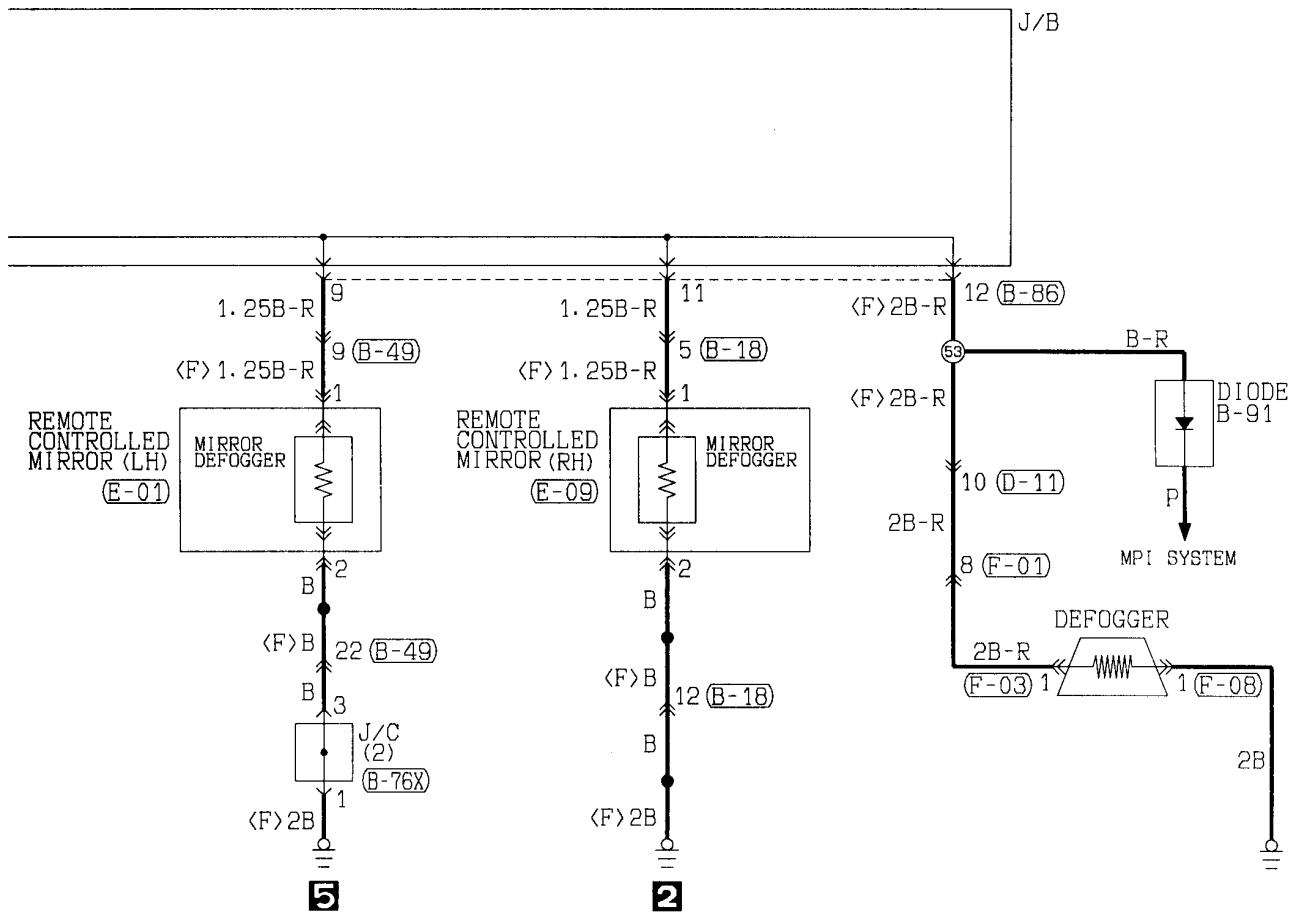 J/B
9
11
12 (B-86)
1.25B-R
1.25B-R
<F>2B-R
9 (B-49)
5 (B-18)
53
B-R
<F>1.25B-R
<F>1.25B-R
<F>2B-R
1
1
DIODE
B-91
REMOTE
CONTROLLED
MIRROR (LH)
(E-01)
MIRROR
DEFOGGER
REMOTE
CONTROLLED
MIRROR (RH)
(E-09)
MIRROR
DEFOGGER
10 (D-11)
P
2B-R
MPI SYSTEM
2
2
8 (F-01)
B
B
DEFOGGER
<F>B
22 (B-49)
<F>B
2B-R
(F-03) 1
1 (F-08)
B
3
12 (B-18)
J/C
(2)
(B-76X)
B
2B
1
<F>2B
<F>2B
5
2